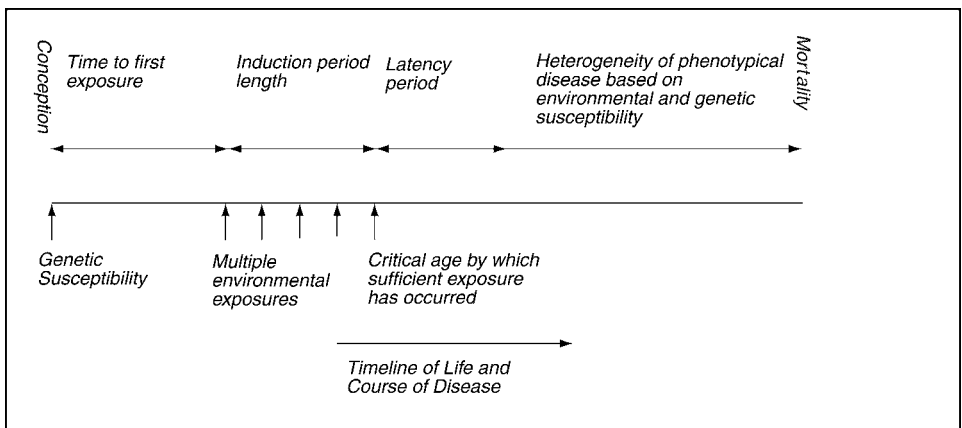 Conception
Time to first
exposure
Induction period
length
Latency
period
Heterogeneity of phenotypical
disease based on
environmental and genetic
susceptibility
Mortality
Genetic
Susceptibility
Multiple
environmental
exposures
Critical age by which
sufficient exposure
has occurred
Timeline of Life and
Course of Disease